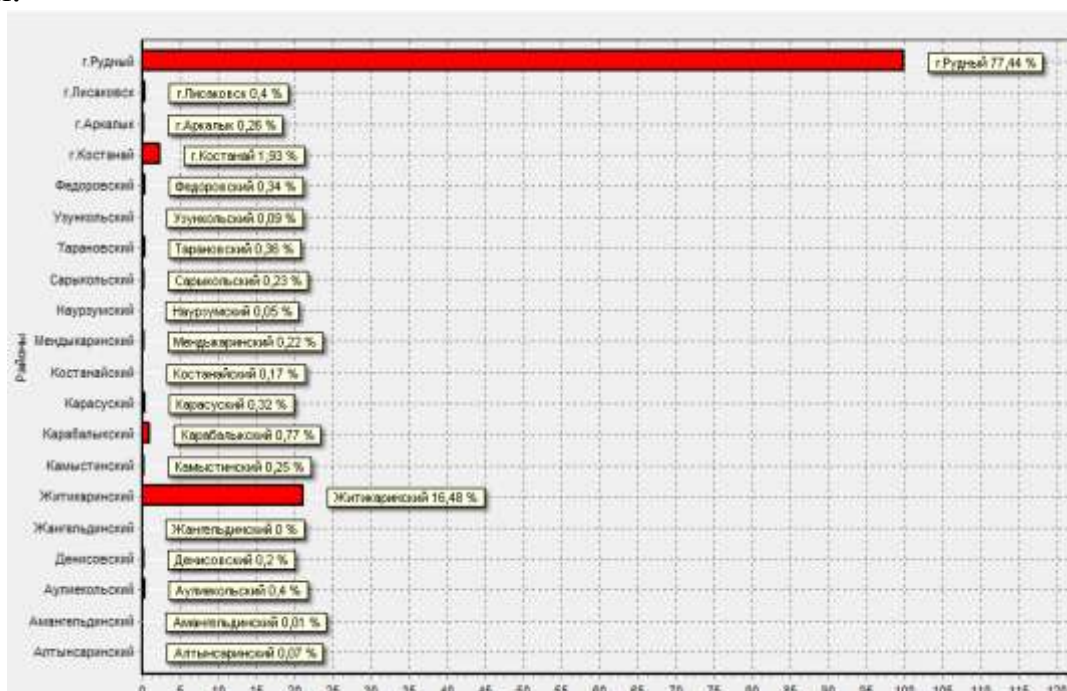 г.Рудный г.Рудный 77,44 %
г.Лисаковск г.Лисаковск 0,4 %
г.Аркалык г.Аркалык 0,26 %
г.Костанай г.Костанай 1,93 %
Федоровский Федоровский 0,34 %
Узункольский Узункольский 0,09 %
Тарановский Тарановский 0,36 %
Сарыкольский Сарыкольский 0,23 %
Наурзумский Наурзумский 0,05 %
Мендыкаринский Мендыкаринский 0,22 %
Районы
Костанайский Костанайский 0,17 %
Карасуский Карасуский 0,32 %
Карабалыкский Карабалыкский 0,77 %
Камыстинский Камыстинский 0,25 %
Житикаринский Житикаринский 16,48 %
Жангельдинский Жангельдинский 0 %
Денисовский Денисовский 0,2 %
Аулиекольский Аулиекольский 0,4 %
Амангельдинский Амангельдинский 0,01 %
Алтынсаринский Алтынсаринский 0,07 %
0 5 10 15 20 25 30 35 40 45 50 55 60 65 70 75 80 85 90 95 100 105 110 115 120